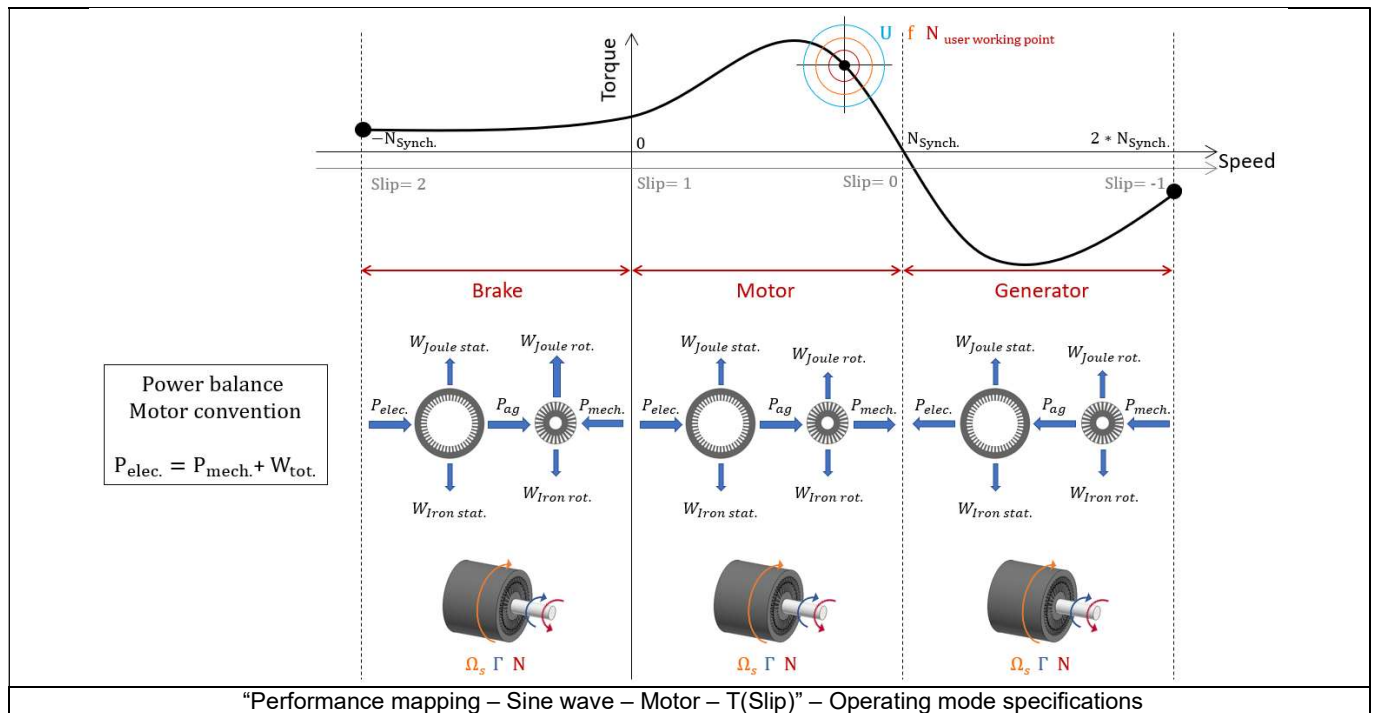 U f N user working point
Torque
−NSynch.
0
NSynch.
2 * NSynch.
Speed
Slip= 2
Slip= 1
Slip= 0
Slip= -1
Brake
Motor
Generator
Power balance
Motor convention
Pelec. = Pmech.+ Wtot.
WJoule stat.
WJoule rot.
Pelec.
Pag
Pmech.
WIron stat.
WIron rot.
WJoule stat.
WJoule rot.
Pelec.
Pag
Pmech.
WIron stat.
WIron rot.
WJoule stat.
WJoule rot.
Pelec.
Pag
Pmech.
WIron stat.
WIron rot.
Ωs Γ N
Ωs Γ N
Ωs Γ N
“Performance mapping – Sine wave – Motor – T(Slip)” – Operating mode specifications